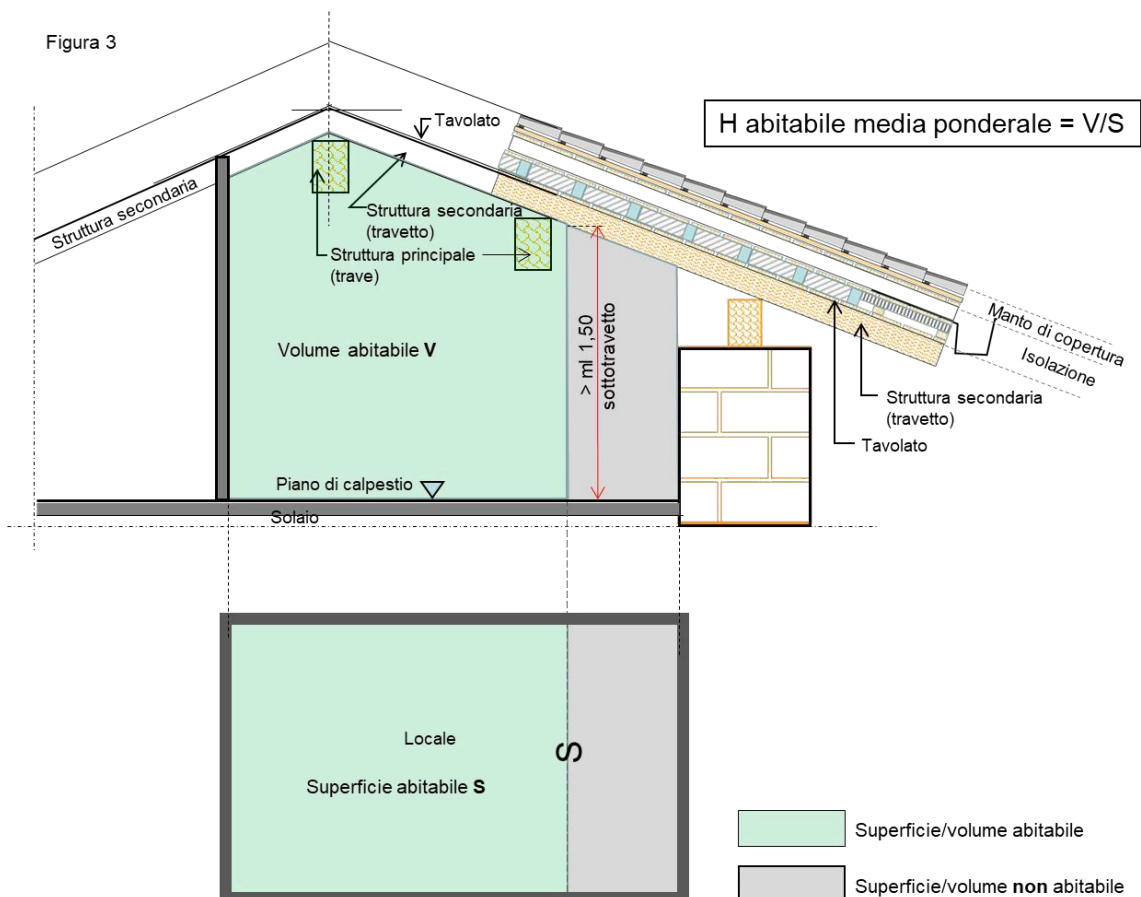 Figura 3
H abitabile media ponderale = V/S
Tavolato
Struttura secondaria
Struttura secondaria
(travetto)
Struttura principale
(trave)
Volume abitabile V
> ml 1,50
sottotravetto
Manto di copertura
Isolazione
Struttura secondaria
(travetto)
Tavolato
Piano di calpestio
Solaio
Locale
S
Superficie abitabile S
Superficie/volume abitabile
Superficie/volume non abitabile